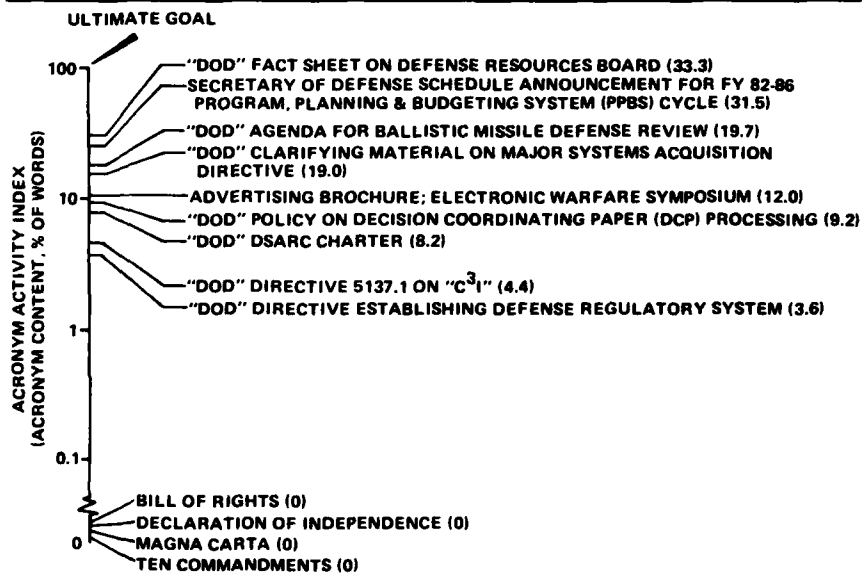 ULTIMATE GOAL
100
"DOD" FACT SHEET ON DEFENSE RESOURCES BOARD (33.3)
SECRETARY OF DEFENSE SCHEDULE ANNOUNCEMENT FOR FY 82-86
PROGRAM, PLANNING & BUDGETING SYSTEM (PPBS) CYCLE (31.5)
"DOD" AGENDA FOR BALLISTIC MISSILE DEFENSE REVIEW (19.7)
"DOD" CLARIFYING MATERIAL ON MAJOR SYSTEMS ACQUISITION
DIRECTIVE (19.0)
10
ADVERTISING BROCHURE; ELECTRONIC WARFARE SYMPOSIUM (12.0)
"DOD" POLICY ON DECISION COORDINATING PAPER (DCP) PROCESSING (9.2)
"DOD" DSARC CHARTER (8.2)
"DOD" DIRECTIVE 5137.1 ON "C³I" (4.4)
"DOD" DIRECTIVE ESTABLISHING DEFENSE REGULATORY SYSTEM (3.6)
1
0.1
ACRONYM ACTIVITY INDEX
(ACRONYM CONTENT, % OF WORDS)
BILL OF RIGHTS (0)
DECLARATION OF INDEPENDENCE (0)
0
MAGNA CARTA (0)
TEN COMMANDMENTS (0)